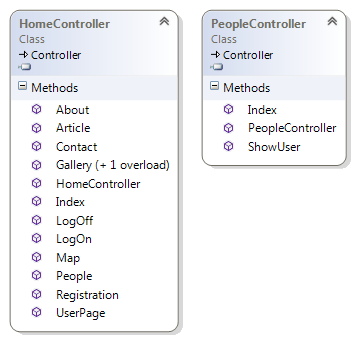 HomeController
Class
Controller
Methods
About
Article
Contact
Gallery (+ 1 overload)
HomeController
Index
LogOff
LogOn
Map
People
Registration
UserPage
PeopleController
Class
Controller
Methods
Index
PeopleController
ShowUser